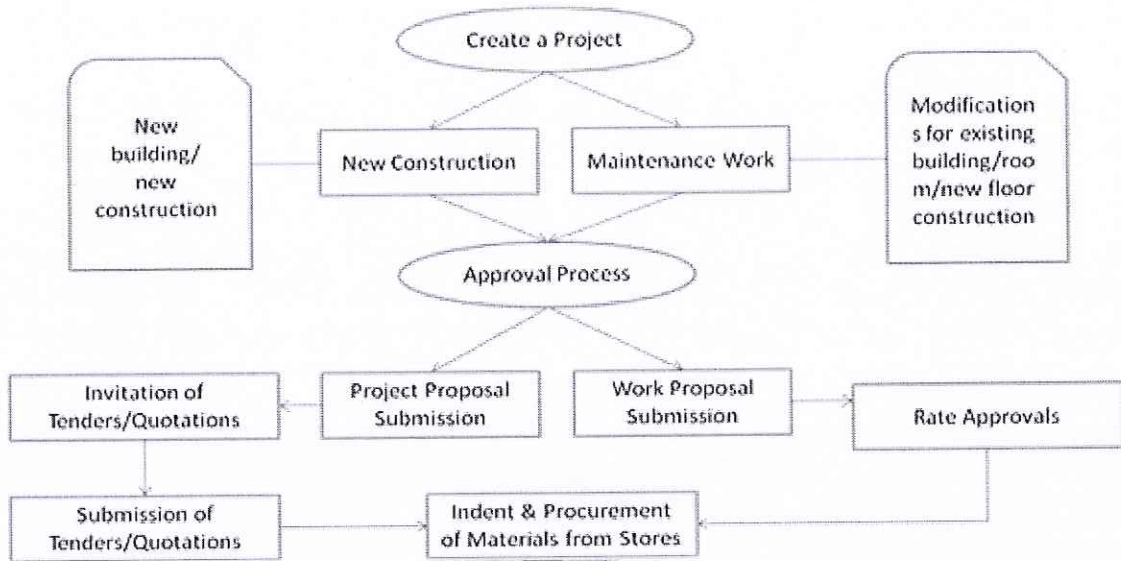 Create a Project
New
building/
new
construction
New Construction
Maintenance Work
Modification
s for existing
building/roo
m/new floor
construction
Approval Process
Invitation of
Tenders/Quotations
Project Proposal
Submission
Work Proposal
Submission
Rate Approvals
Submission of
Tenders/Quotations
Indent & Procurement
of Materials from Stores